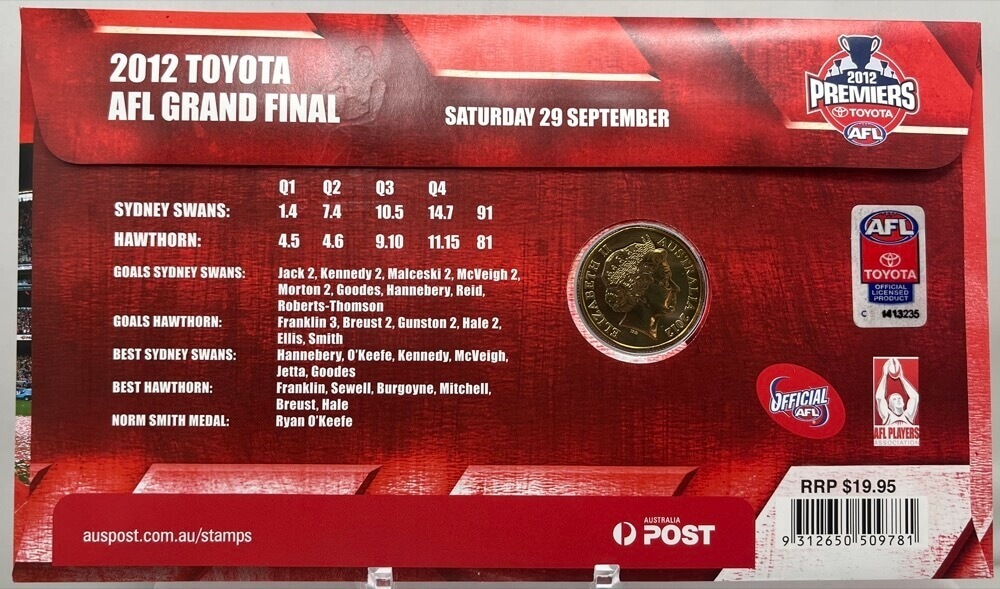 2012 TOYOTA
AFL GRAND FINAL
SATURDAY 29 SEPTEMBER
2012
PREMIERS
TOYOTA
AFL
Q1 Q2 Q3 Q4
SYDNEY SWANS: 1.4 7.4 10.5 14.7 91
HAWTHORN: 4.5 4.6 9.10 11.15 81
GOALS SYDNEY SWANS: Jack 2, Kennedy 2, Malceski 2, McVeigh 2,
Morton 2, Goodes, Hannebery, Reid,
Roberts-Thomson
GOALS HAWTHORN: Franklin 3, Breust 2, Gunston 2, Hale 2,
Ellis, Smith
BEST SYDNEY SWANS: Hannebery, O'Keefe, Kennedy, McVeigh,
Jetta, Goodes
BEST HAWTHORN: Franklin, Sewell, Burgoyne, Mitchell,
Breust, Hale
NORM SMITH MEDAL: Ryan O'Keefe
ELIZABETH II AUSTRALIA 2012
AFL
TOYOTA
OFFICIAL
LICENSED
PRODUCT
1413235
OFFICIAL
AFL
AFL PLAYERS
ASSOCIATION
auspost.com.au/stamps
AUSTRALIA
POST
RRP $19.95
9 312650 509781